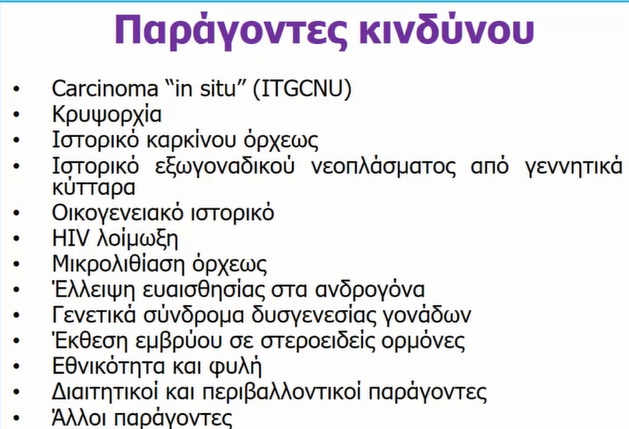 Παράγοντες κινδύνου
• Carcinoma “in situ” (ITGCNU)
• Κρυψορχία
• Ιστορικό καρκίνου όρχεως
• Ιστορικό εξωγοναδικού νεοπλάσματος από γεννητικά
κύτταρα
• Οικογενειακό ιστορικό
• HIV λοίμωξη
• Μικρολιθίαση όρχεως
• Έλλειψη ευαισθησίας στα ανδρογόνα
• Γενετικά σύνδρομα δυσγενεσίας γονάδων
• Έκθεση εμβρύου σε στεροειδείς ορμόνες
• Εθνικότητα και φυλή
• Διαιτητικοί και περιβαλλοντικοί παράγοντες
• Άλλοι παράγοντες